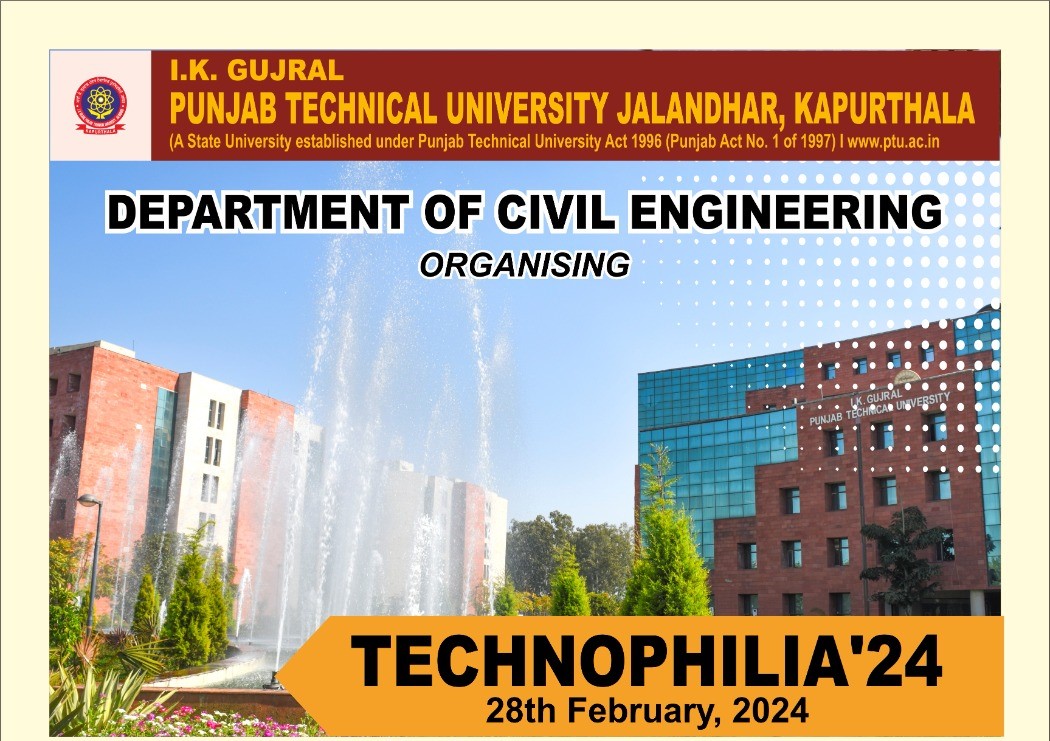 I.K. GUJRAL
PUNJAB TECHNICAL UNIVERSITY JALANDHAR, KAPURTHALA
(A State University established under Punjab Technical University Act 1996 (Punjab Act No. 1 of 1997) I www.ptu.ac.in
KAPURTHALA
DEPARTMENT OF CIVIL ENGINEERING
ORGANISING
I.K. GUJRAL
PUNJAB TECHNICAL UNIVERSITY
TECHNOPHILIA'24
28th February, 2024